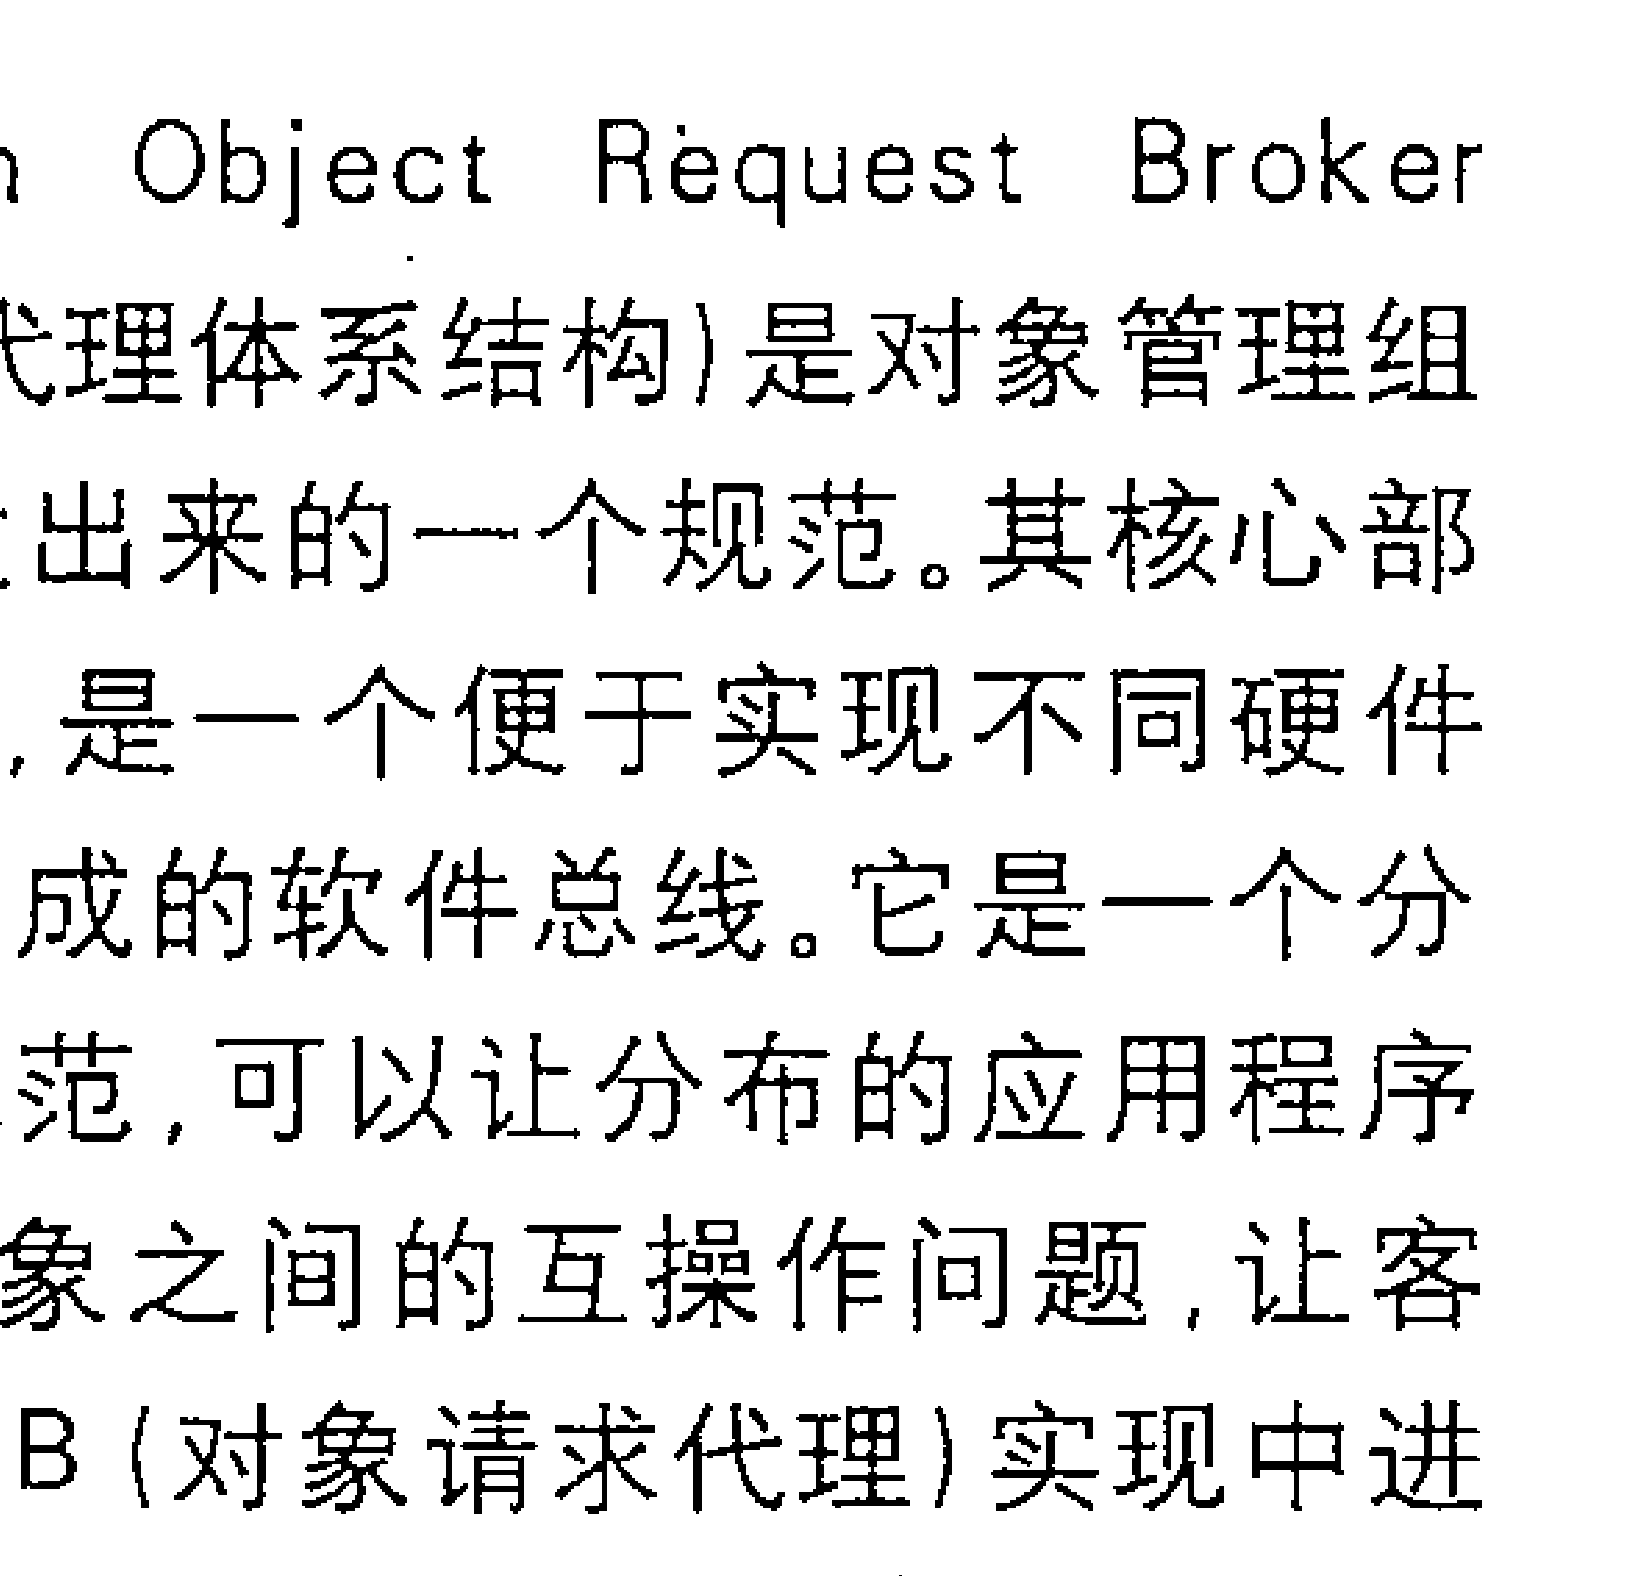 Object Request Broker
理体系结构)是对象管理组
出来的一个规范。其核心部
,是一个便于实现不同硬件
成的软件总线。它是一个分
范,可以让分布的应用程序
象之间的互操作问题,让客
B(对象请求代理)实现中进